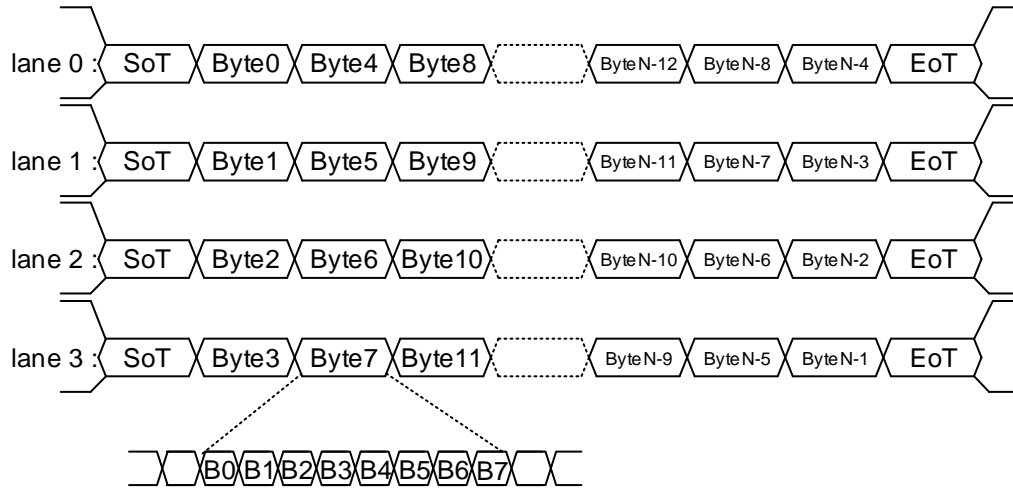 lane 0 : SoT Byte0 Byte4 Byte8 ByteN-12 ByteN-8 ByteN-4 EoT
lane 1 : SoT Byte1 Byte5 Byte9 ByteN-11 ByteN-7 ByteN-3 EoT
lane 2 : SoT Byte2 Byte6 Byte10 ByteN-10 ByteN-6 ByteN-2 EoT
lane 3 : SoT Byte3 Byte7 Byte11 ByteN-9 ByteN-5 ByteN-1 EoT
B0 B1 B2 B3 B4 B5 B6 B7